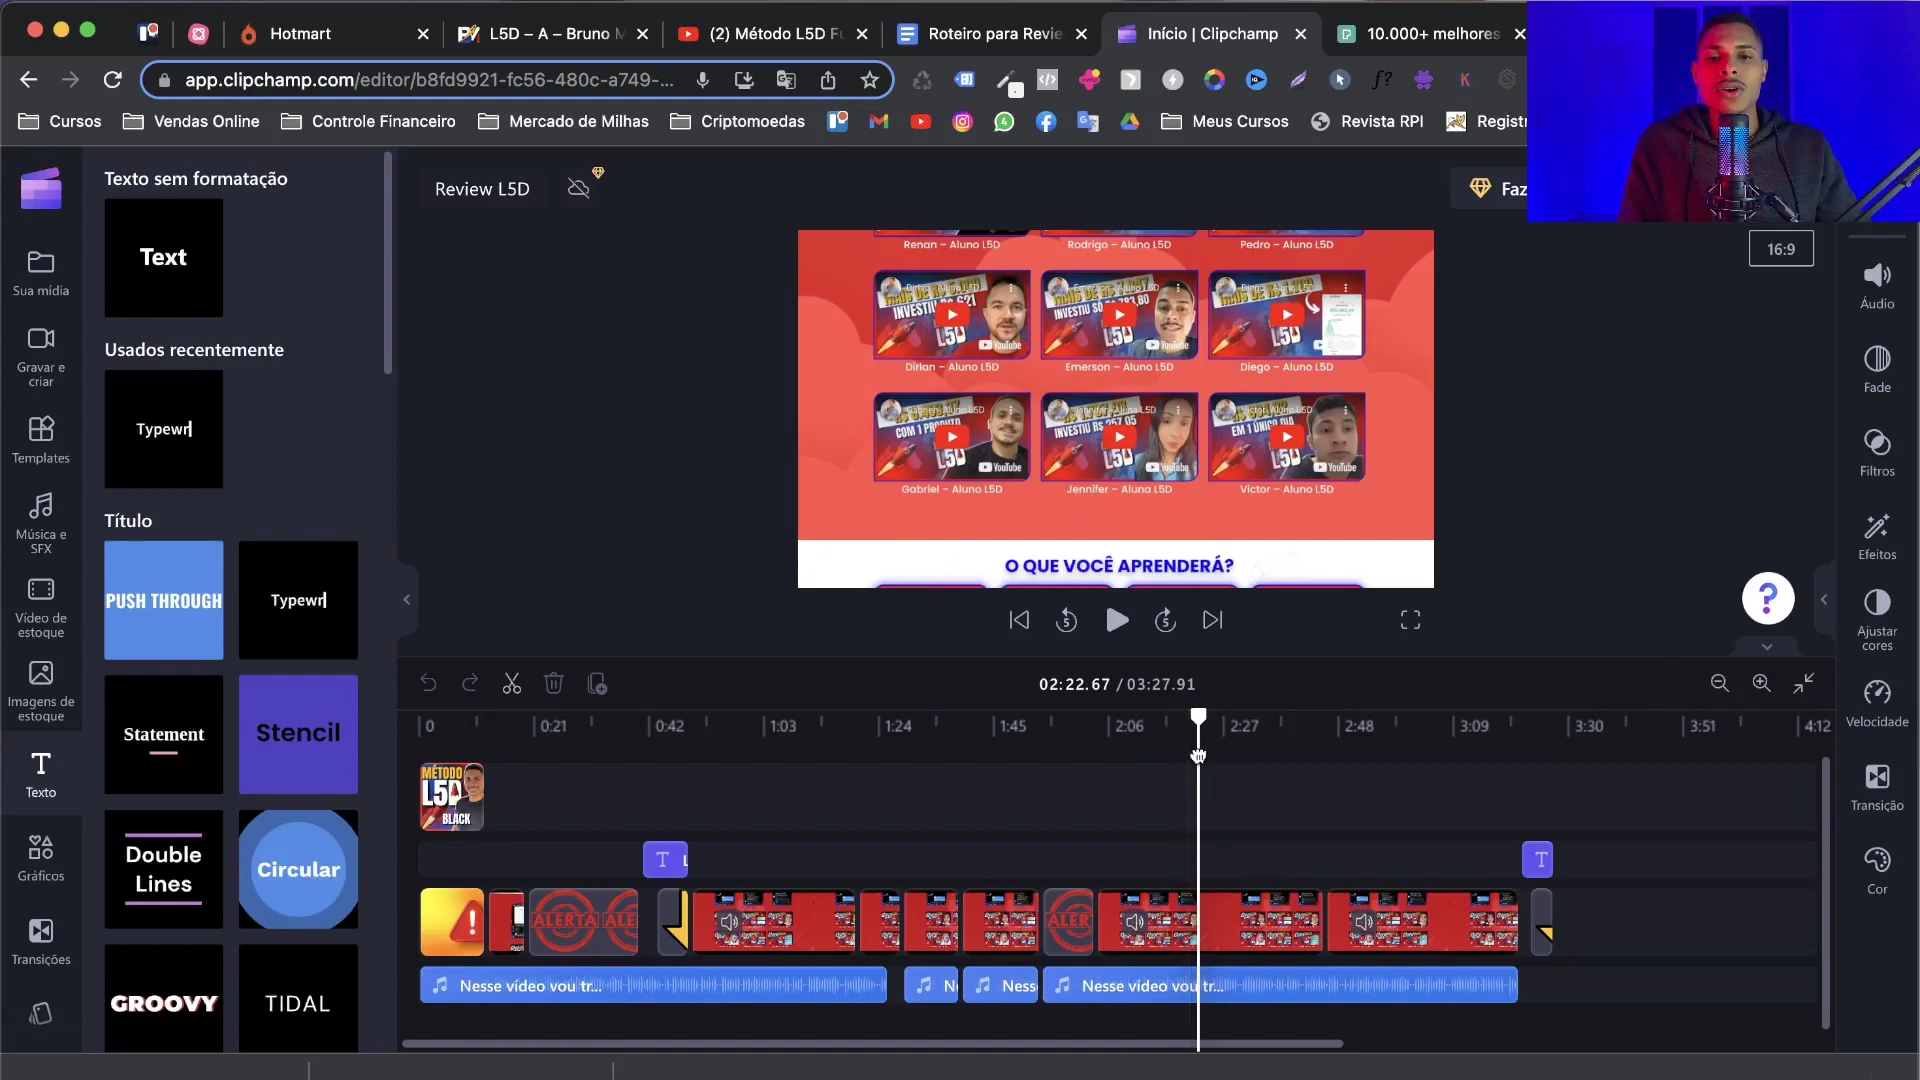 Hotmart
L5D – A – Bruno M
(2) Método L5D Fu
Roteiro para Revie
Início | Clipchamp
10.000+ melhores
app.clipchamp.com/editor/b8fd9921-fc56-480c-a749-...
Cursos
Vendas Online
Controle Financeiro
Mercado de Milhas
Criptomoedas
Meus Cursos
Revista RPI
Registr
Texto sem formatação
Text
Usados recentemente
Typewr
Título
PUSH THROUGH
Typewr
Statement
Stencil
Double
Lines
Circular
GROOVY
TIDAL
Sua mídia
Gravar e
criar
Templates
Música e
SFX
Vídeo de
estoque
Imagens de
estoque
Texto
Gráficos
Transições
Review L5D
Faz
16:9
Renan – Aluno L5D
Rodrigo – Aluno L5D
Pedro – Aluno L5D
Dirlan – Aluno L5D
Emerson – Aluno L5D
Diego – Aluno L5D
Gabriel – Aluno L5D
Jennifer – Aluna L5D
Victor – Aluno L5D
O QUE VOCÊ APRENDERÁ?
Áudio
Fade
Filtros
Efeitos
Ajustar
cores
Velocidade
Transição
Cor
02:22.67 / 03:27.91
0
0:21
0:42
1:03
1:24
1:45
2:06
2:27
2:48
3:09
3:30
3:51
4:12
MÉTODO
L5D
BLACK
Nesse vídeo vou tr...
Ness
Nesse vídeo vou tr...